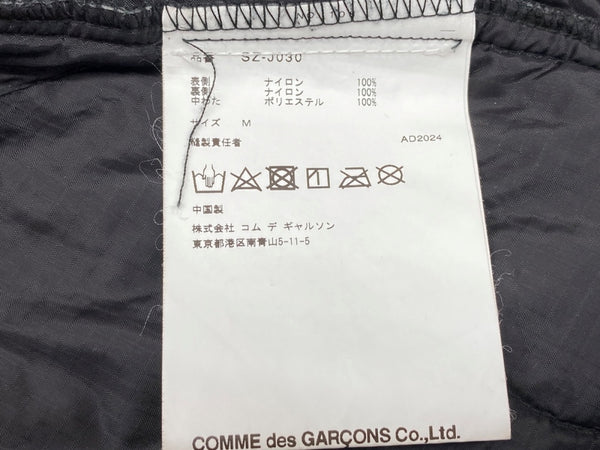 品番 SZ-J030
表側 ナイロン 100%
裏側 ナイロン 100%
中わた ポリエステル 100%
サイズ M
縫製責任者 AD2024
中国製
株式会社 コム デ ギャルソン
東京都港区南青山5-11-5
COMME des GARÇONS Co.,Ltd.